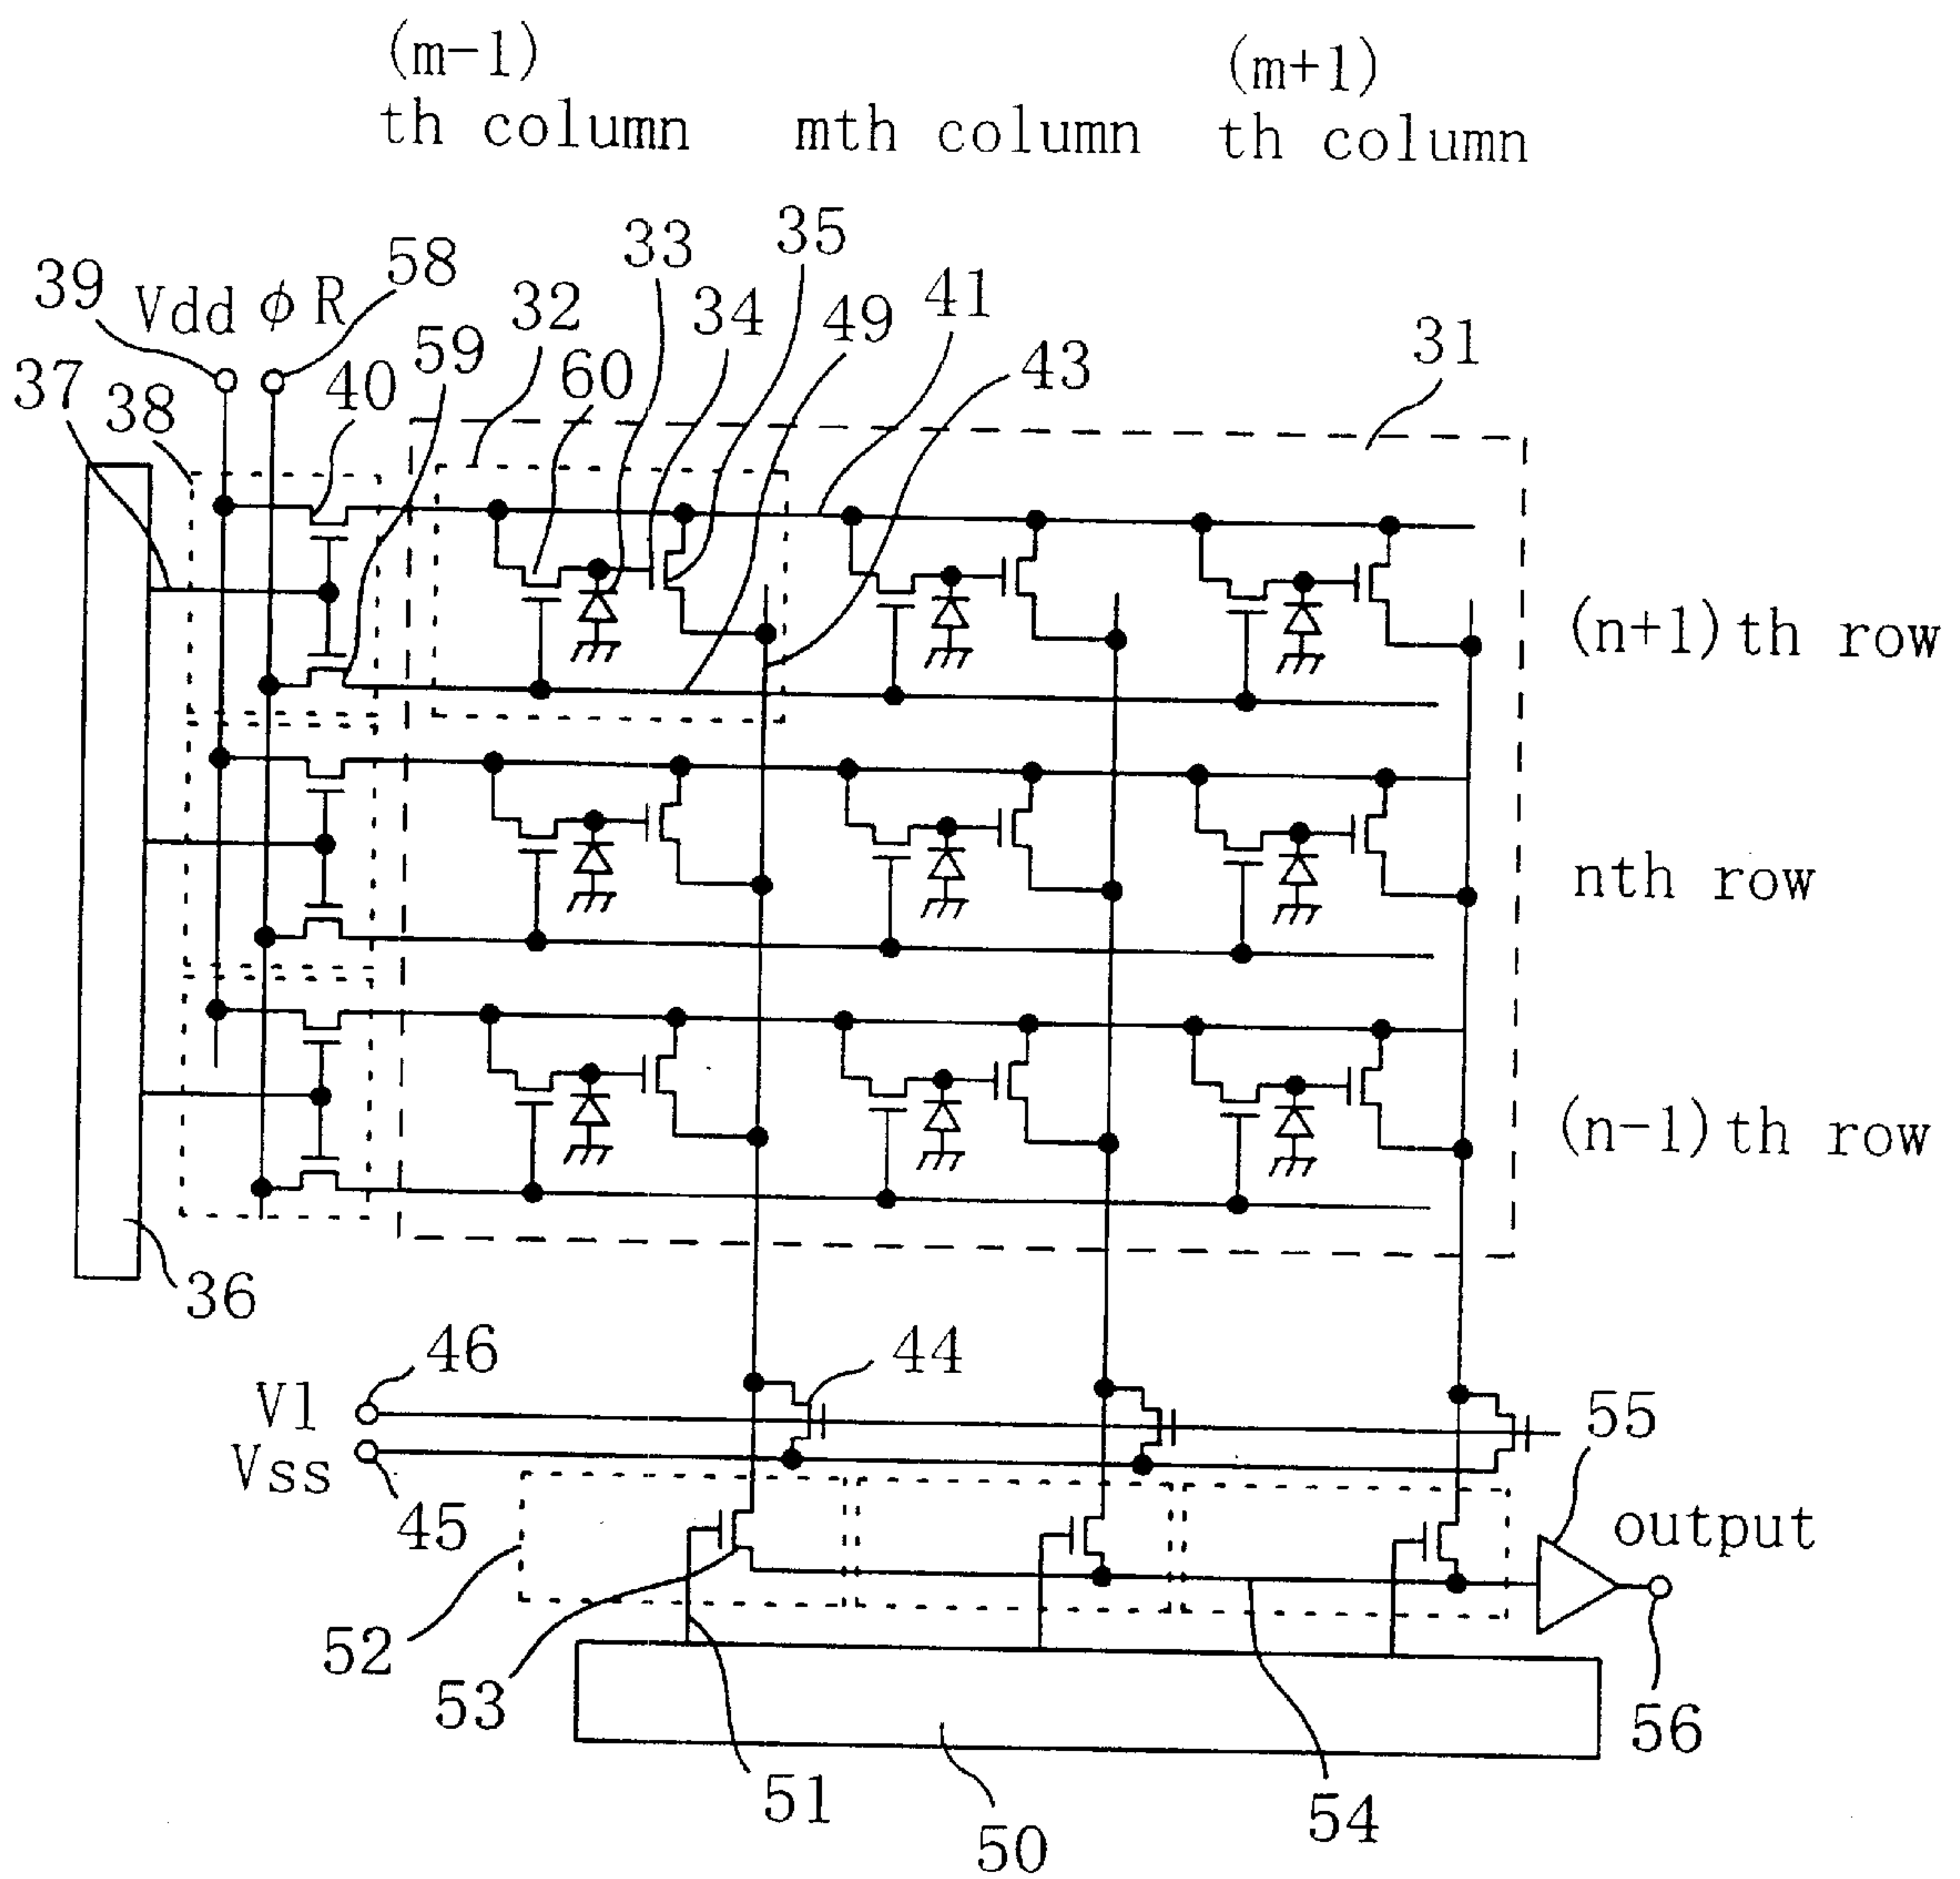 (m-1)
th column
mth column
(m+1)
th column
39
Vdd
φR
58
59
32
60
33
34
35
49
41
43
31
37
38
40
(n+1)th row
nth row
(n-1)th row
36
46
Vl
Vss
45
44
55
output
52
53
51
50
54
56